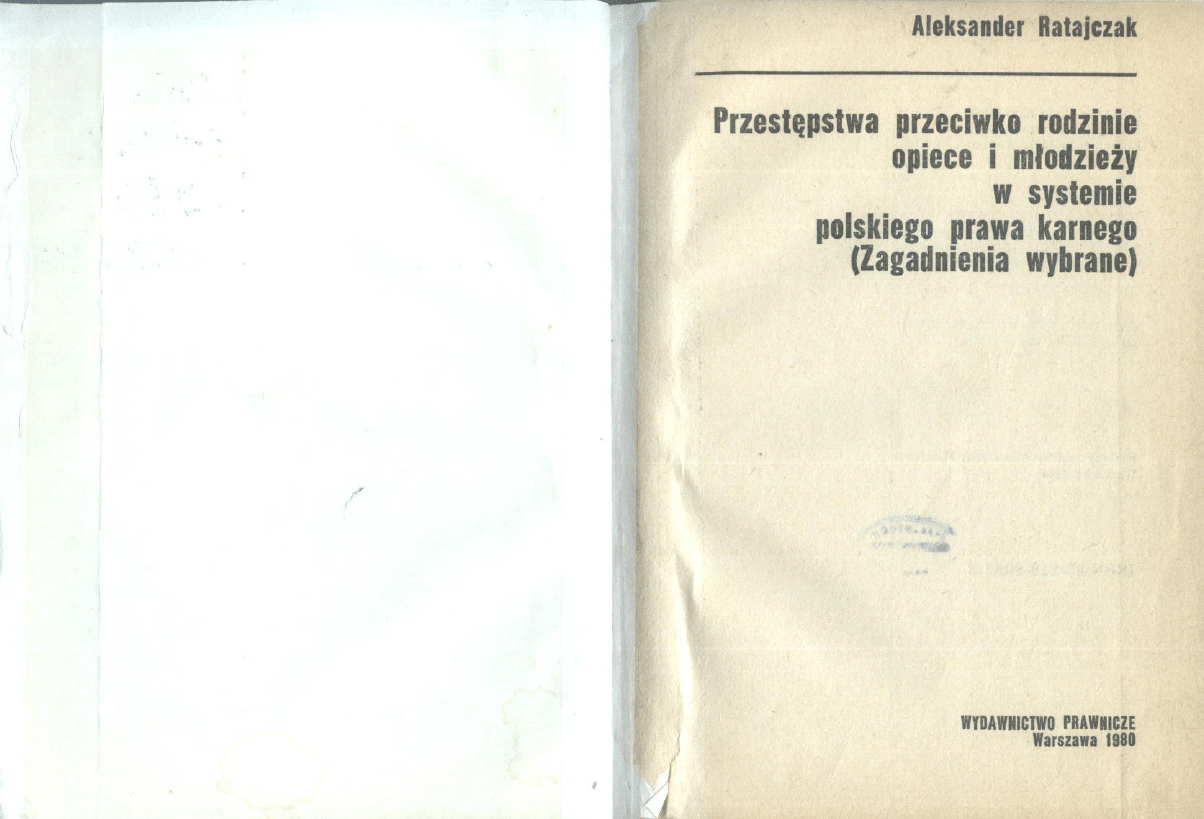 Aleksander Ratajczak
Przestępstwa przeciwko rodzinie
opiece i młodzieży
w systemie
polskiego prawa karnego
(Zagadnienia wybrane)
WYDAWNICTWO PRAWNICZE
Warszawa 1980